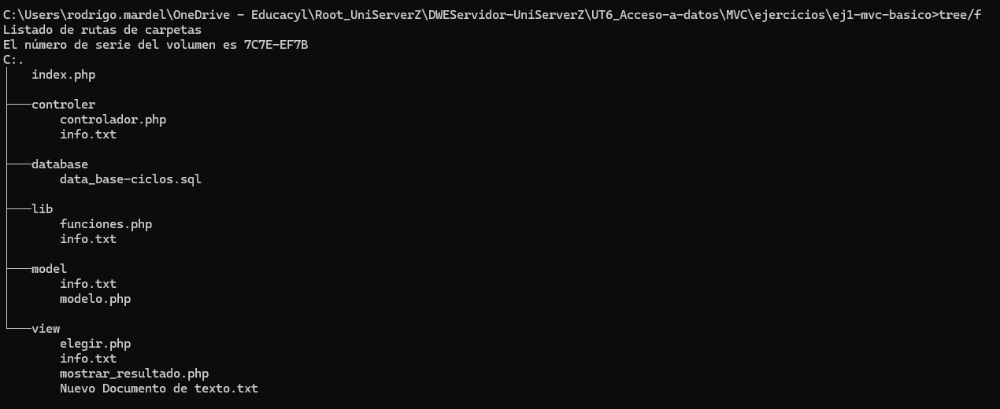 C:\Users\rodrigo.mardel\OneDrive - Educacyl\Root_UniServerZ\DWEServidor-UniServerZ\UT6_Acceso-a-datos\MVC\ejercicios\ej1-mvc-basico>tree/f
Listado de rutas de carpetas
El número de serie del volumen es 7C7E-EF7B
C:.
│   index.php
│
├───controler
│       controlador.php
│       info.txt
│
├───database
│       data_base-ciclos.sql
│
├───lib
│       funciones.php
│       info.txt
│
├───model
│       info.txt
│       modelo.php
│
└───view
        elegir.php
        info.txt
        mostrar_resultado.php
        Nuevo Documento de texto.txt